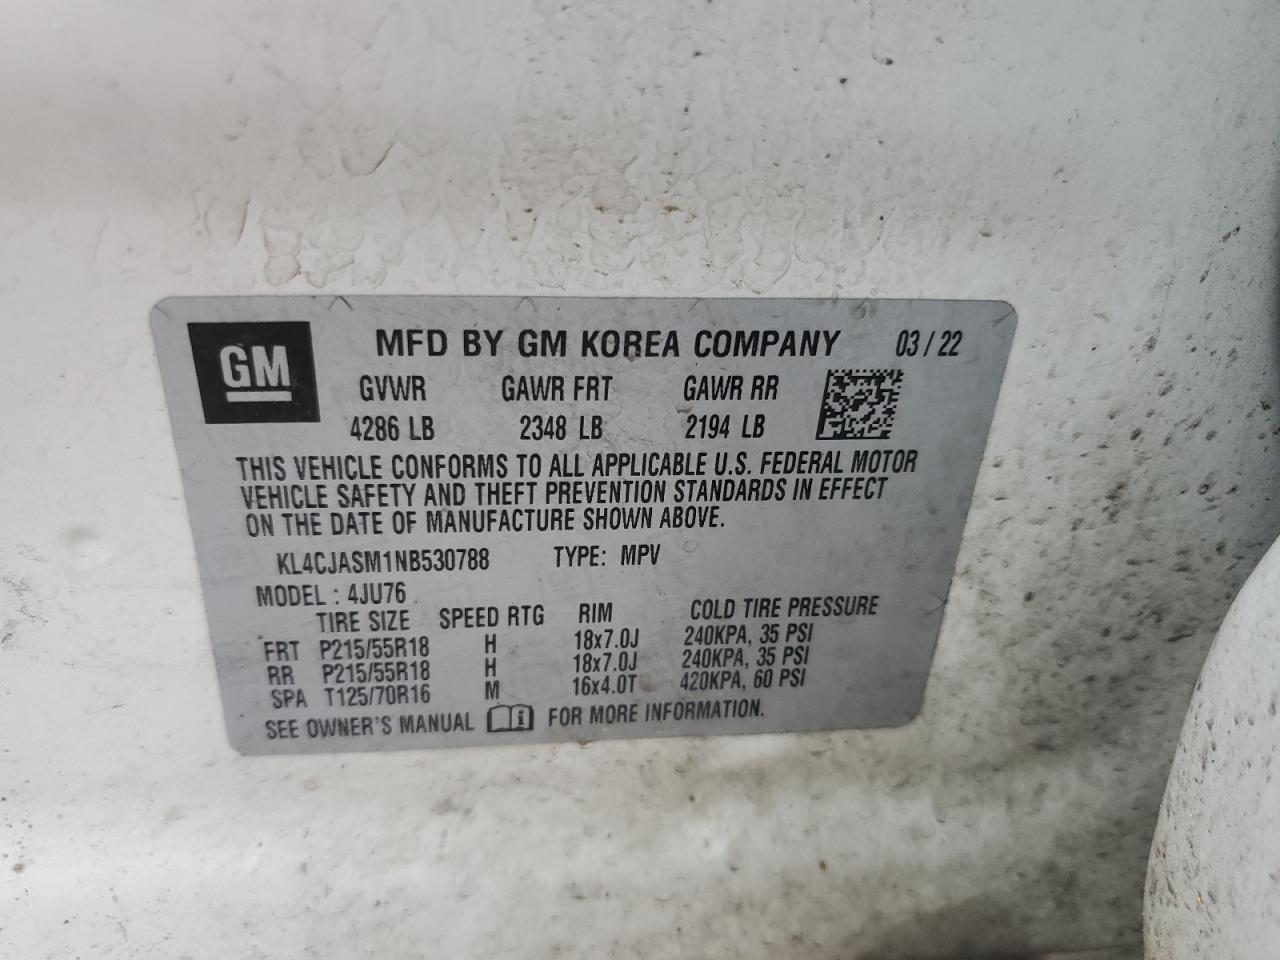 GM
MFD BY GM KOREA COMPANY 03 / 22
GVWR GAWR FRT GAWR RR
4286 LB 2348 LB 2194 LB
THIS VEHICLE CONFORMS TO ALL APPLICABLE U.S. FEDERAL MOTOR
VEHICLE SAFETY AND THEFT PREVENTION STANDARDS IN EFFECT
ON THE DATE OF MANUFACTURE SHOWN ABOVE.
KL4CJASM1NB530788 TYPE: MPV
MODEL : 4JU76
TIRE SIZE SPEED RTG RIM COLD TIRE PRESSURE
FRT P215/55R18 H 18x7.0J 240KPA, 35 PSI
RR P215/55R18 H 18x7.0J 240KPA, 35 PSI
SPA T125/70R16 M 16x4.0T 420KPA, 60 PSI
SEE OWNER'S MANUAL i FOR MORE INFORMATION.